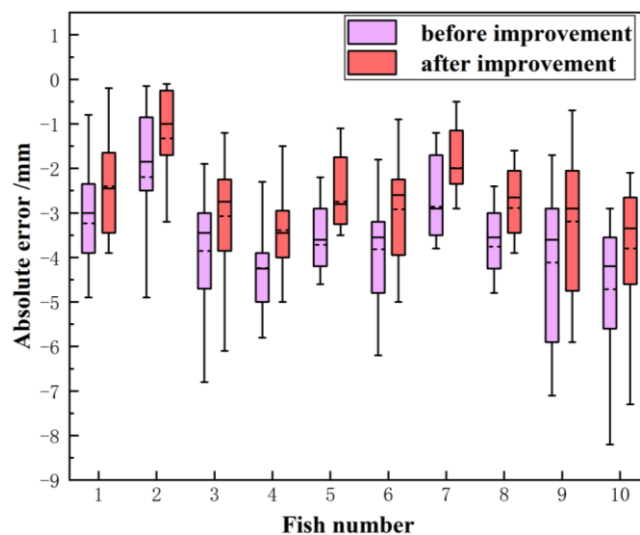 before improvement
after improvement
Absolute error /mm
1
0
-1
-2
-3
-4
-5
-6
-7
-8
-9
1 2 3 4 5 6 7 8 9 10
Fish number